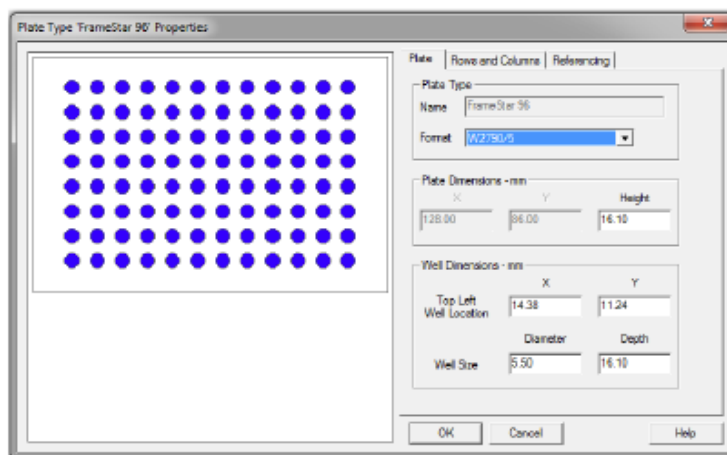 Plate Type 'FrameStar 96' Properties
Plate
Rows and Columns
Referencing
Plate Type
Name
FrameStar 96
Format
W2790/5
Plate Dimensions - mm
X
Y
Height
128.00
86.00
16.10
Well Dimensions - mm
X
Y
Top Left
Well Location
14.38
11.24
Diameter
Depth
Well Size
5.50
16.10
OK
Cancel
Help